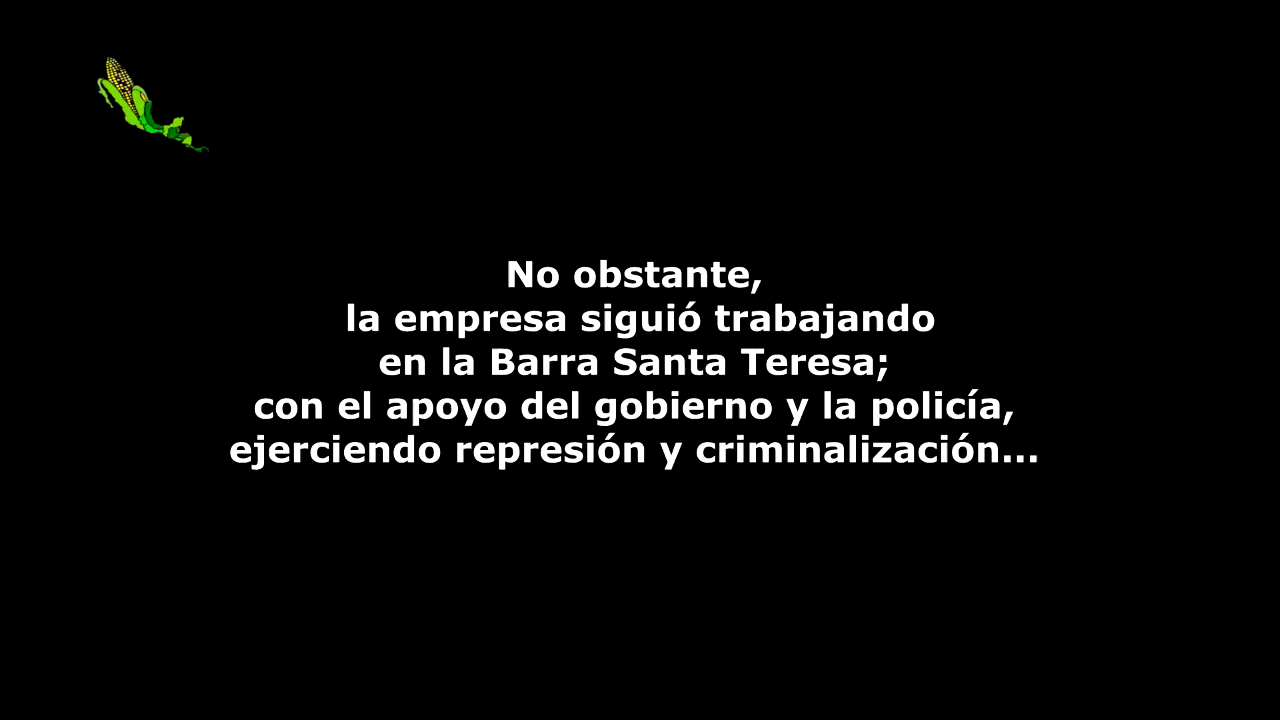 No obstante,
la empresa siguió trabajando
en la Barra Santa Teresa;
con el apoyo del gobierno y la policía,
ejerciendo represión y criminalización...